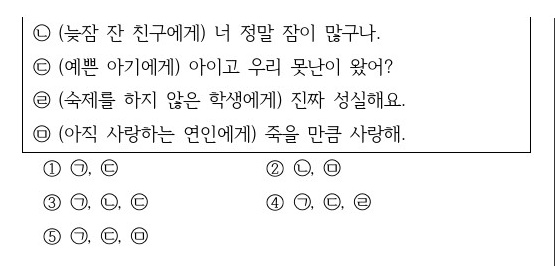 ㉡ (늦잠 잔 친구에게) 너 정말 잠이 많구나.
㉢ (예쁜 아기에게) 아이고 우리 못난이 왔어?
㉣ (숙제를 하지 않은 학생에게) 진짜 성실해요.
㉤ (아직 사랑하는 연인에게) 죽을 만큼 사랑해.
① ㉠, ㉢ ② ㉡, ㉤
③ ㉠, ㉡, ㉢ ④ ㉠, ㉢, ㉣
⑤ ㉠, ㉢, ㉤